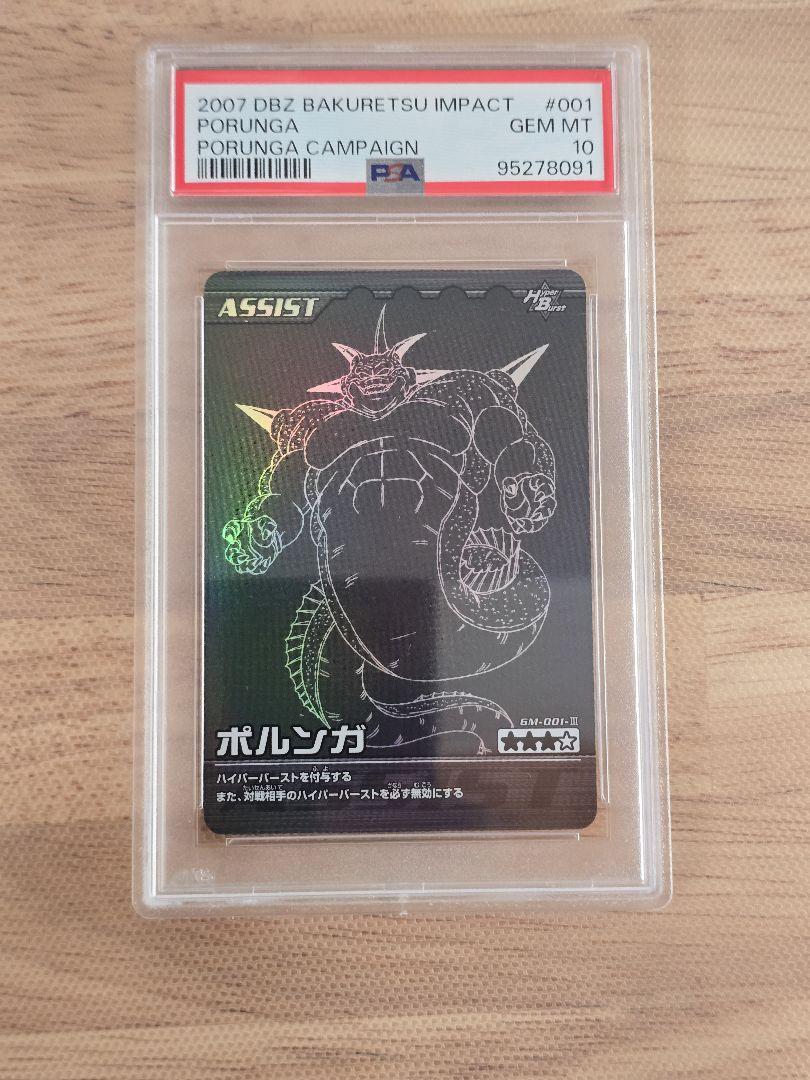 2007 DBZ BAKURETSU IMPACT #001
PORUNGA GEM MT
PORUNGA CAMPAIGN 10
PSA 95278091
ASSIST
Hyper Burst
ポルンガ
GM-001-III
ハイパーバーストを付与する
また、対戦相手のハイパーバーストを必ず無効にする